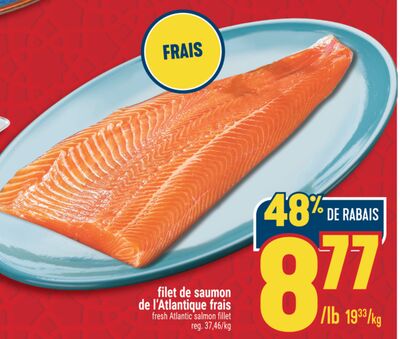 FRAIS
48% DE RABAIS
filet de saumon
de l'Atlantique frais
fresh Atlantic salmon fillet
reg. 37,46/kg
8 77 /lb 19 33/kg